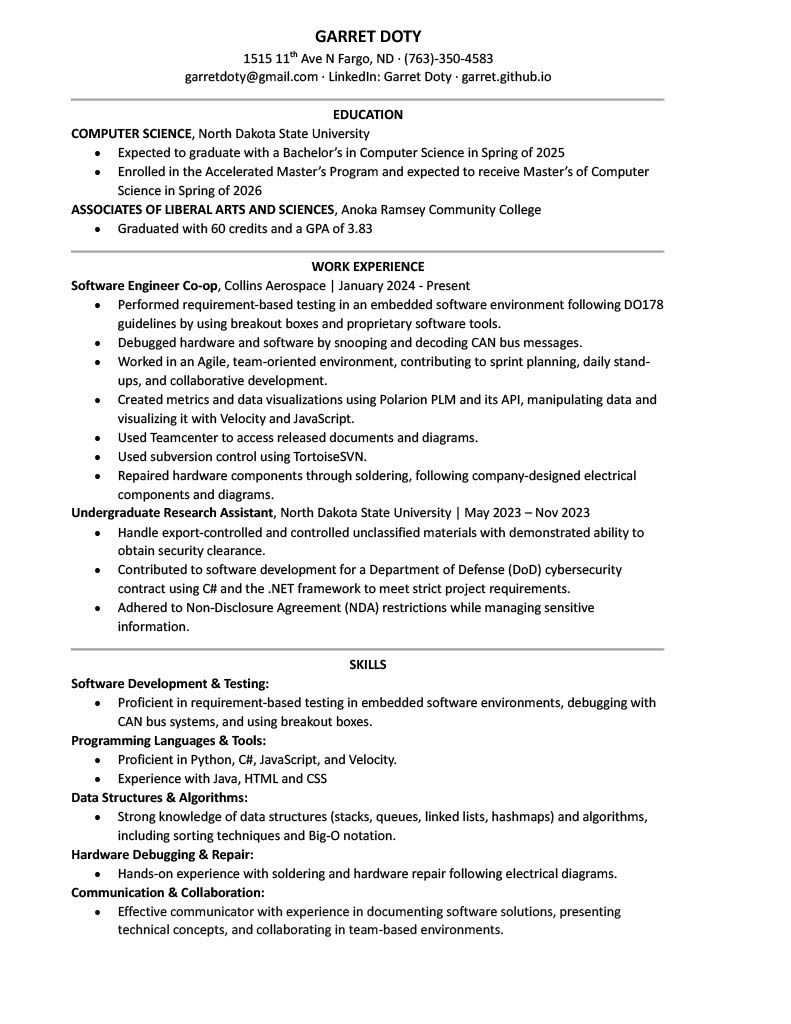 GARRET DOTY
1515 11th Ave N Fargo, ND · (763)-350-4583
garretdoty@gmail.com · LinkedIn: Garret Doty · garret.github.io
EDUCATION
COMPUTER SCIENCE, North Dakota State University
• Expected to graduate with a Bachelor’s in Computer Science in Spring of 2025
• Enrolled in the Accelerated Master’s Program and expected to receive Master’s of Computer
Science in Spring of 2026
ASSOCIATES OF LIBERAL ARTS AND SCIENCES, Anoka Ramsey Community College
• Graduated with 60 credits and a GPA of 3.83
WORK EXPERIENCE
Software Engineer Co-op, Collins Aerospace | January 2024 - Present
• Performed requirement-based testing in an embedded software environment following DO178
guidelines by using breakout boxes and proprietary software tools.
• Debugged hardware and software by snooping and decoding CAN bus messages.
• Worked in an Agile, team-oriented environment, contributing to sprint planning, daily stand-
ups, and collaborative development.
• Created metrics and data visualizations using Polarion PLM and its API, manipulating data and
visualizing it with Velocity and JavaScript.
• Used Teamcenter to access released documents and diagrams.
• Used subversion control using TortoiseSVN.
• Repaired hardware components through soldering, following company-designed electrical
components and diagrams.
Undergraduate Research Assistant, North Dakota State University | May 2023 – Nov 2023
• Handle export-controlled and controlled unclassified materials with demonstrated ability to
obtain security clearance.
• Contributed to software development for a Department of Defense (DoD) cybersecurity
contract using C# and the .NET framework to meet strict project requirements.
• Adhered to Non-Disclosure Agreement (NDA) restrictions while managing sensitive
information.
SKILLS
Software Development & Testing:
• Proficient in requirement-based testing in embedded software environments, debugging with
CAN bus systems, and using breakout boxes.
Programming Languages & Tools:
• Proficient in Python, C#, JavaScript, and Velocity.
• Experience with Java, HTML and CSS
Data Structures & Algorithms:
• Strong knowledge of data structures (stacks, queues, linked lists, hashmaps) and algorithms,
including sorting techniques and Big-O notation.
Hardware Debugging & Repair:
• Hands-on experience with soldering and hardware repair following electrical diagrams.
Communication & Collaboration:
• Effective communicator with experience in documenting software solutions, presenting
technical concepts, and collaborating in team-based environments.